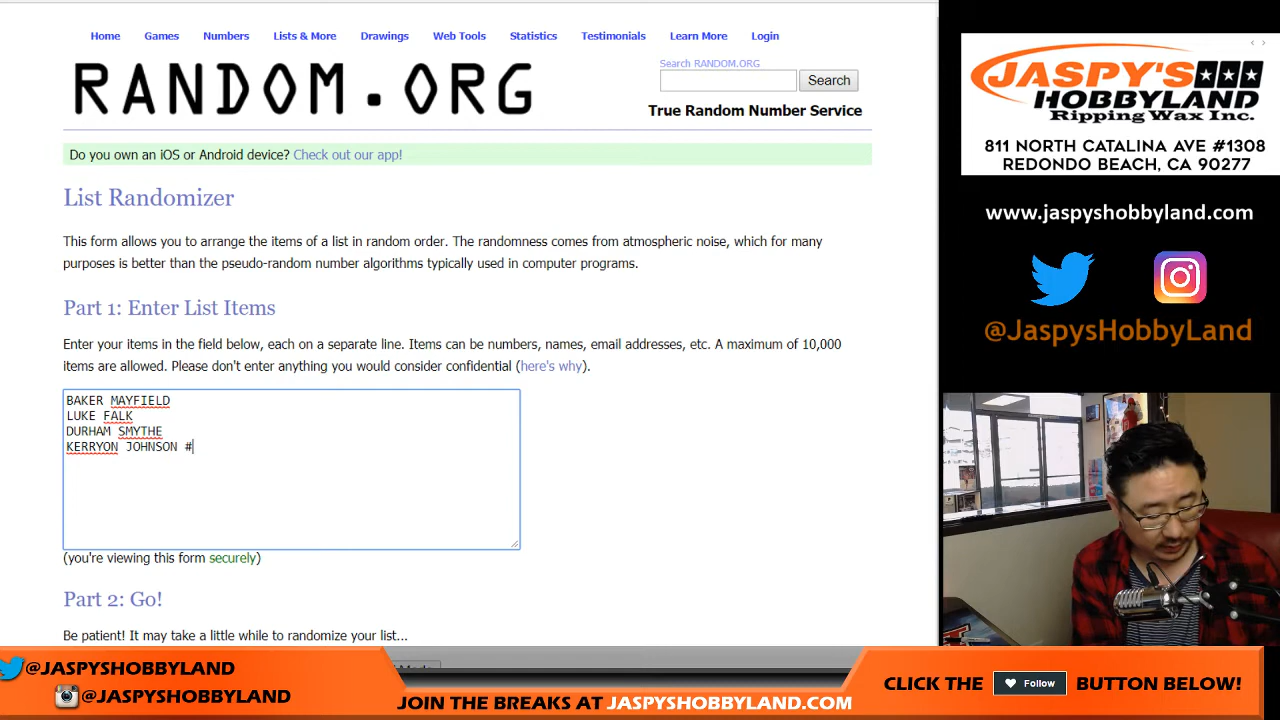 Home Games Numbers Lists & More Drawings Web Tools Statistics Testimonials Learn More Login
RANDOM.ORG
Search RANDOM.ORG
Search
True Random Number Service
Do you own an iOS or Android device? Check out our app!
List Randomizer
This form allows you to arrange the items of a list in random order. The randomness comes from atmospheric noise, which for many
purposes is better than the pseudo-random number algorithms typically used in computer programs.
Part 1: Enter List Items
Enter your items in the field below, each on a separate line. Items can be numbers, names, email addresses, etc. A maximum of 10,000
items are allowed. Please don't enter anything you would consider confidential (here's why).
BAKER MAYFIELD
LUKE FALK
DURHAM SMYTHE
KERRYON JOHNSON #
(you're viewing this form securely)
Part 2: Go!
Be patient! It may take a little while to randomize your list...
JASPY'S
HOBBYLAND
Ripping Wax Inc.
811 NORTH CATALINA AVE #1308
REDONDO BEACH, CA 90277
www.jaspyshobbyland.com
@JaspysHobbyLand
@JASPYSHOBBYLAND
@JASPYSHOBBYLAND
JOIN THE BREAKS AT JASPYSHOBBYLAND.COM
CLICK THE Follow BUTTON BELOW!